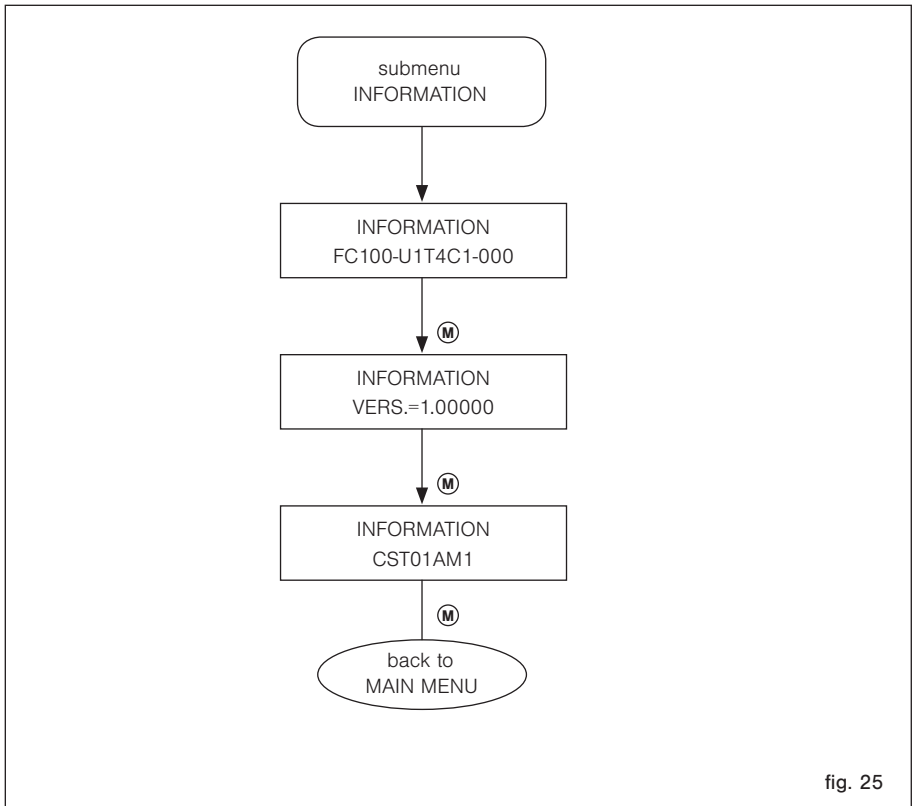 submenu
INFORMATION
INFORMATION
FC100-U1T4C1-000
M
INFORMATION
VERS.=1.00000
M
INFORMATION
CST01AM1
M
back to
MAIN MENU
fig. 25